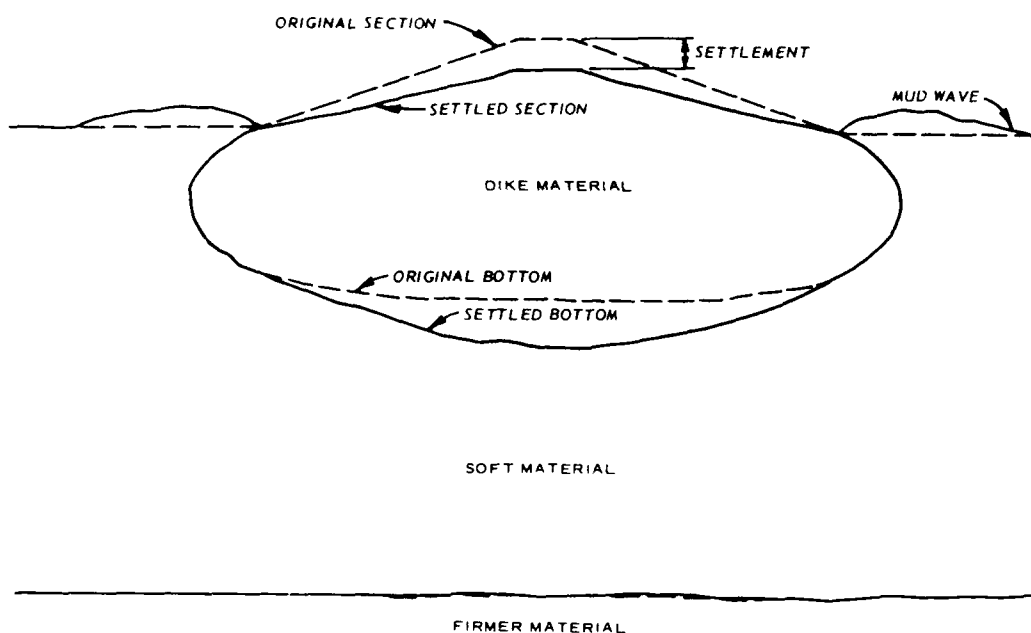 ORIGINAL SECTION
SETTLEMENT
MUD WAVE
SETTLED SECTION
DIKE MATERIAL
ORIGINAL BOTTOM
SETTLED BOTTOM
SOFT MATERIAL
FIRMER MATERIAL